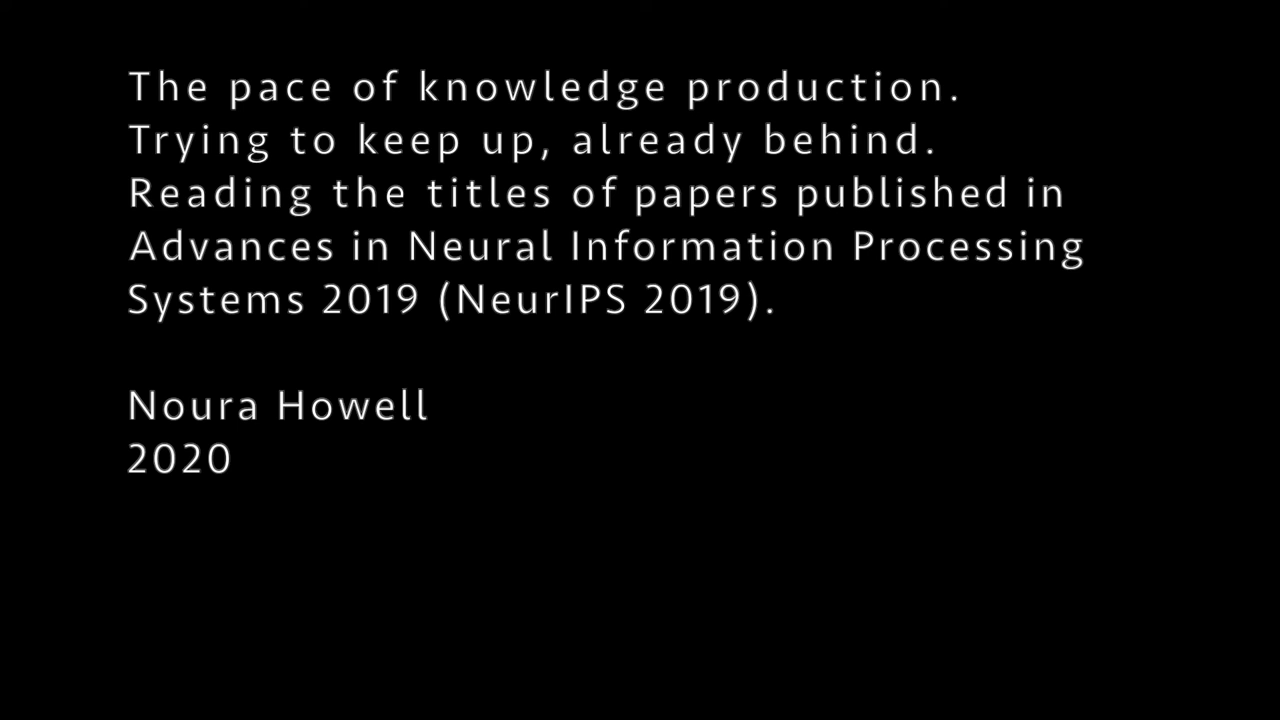 The pace of knowledge production.
Trying to keep up, already behind.
Reading the titles of papers published in
Advances in Neural Information Processing
Systems 2019 (NeurIPS 2019).
Noura Howell
2020